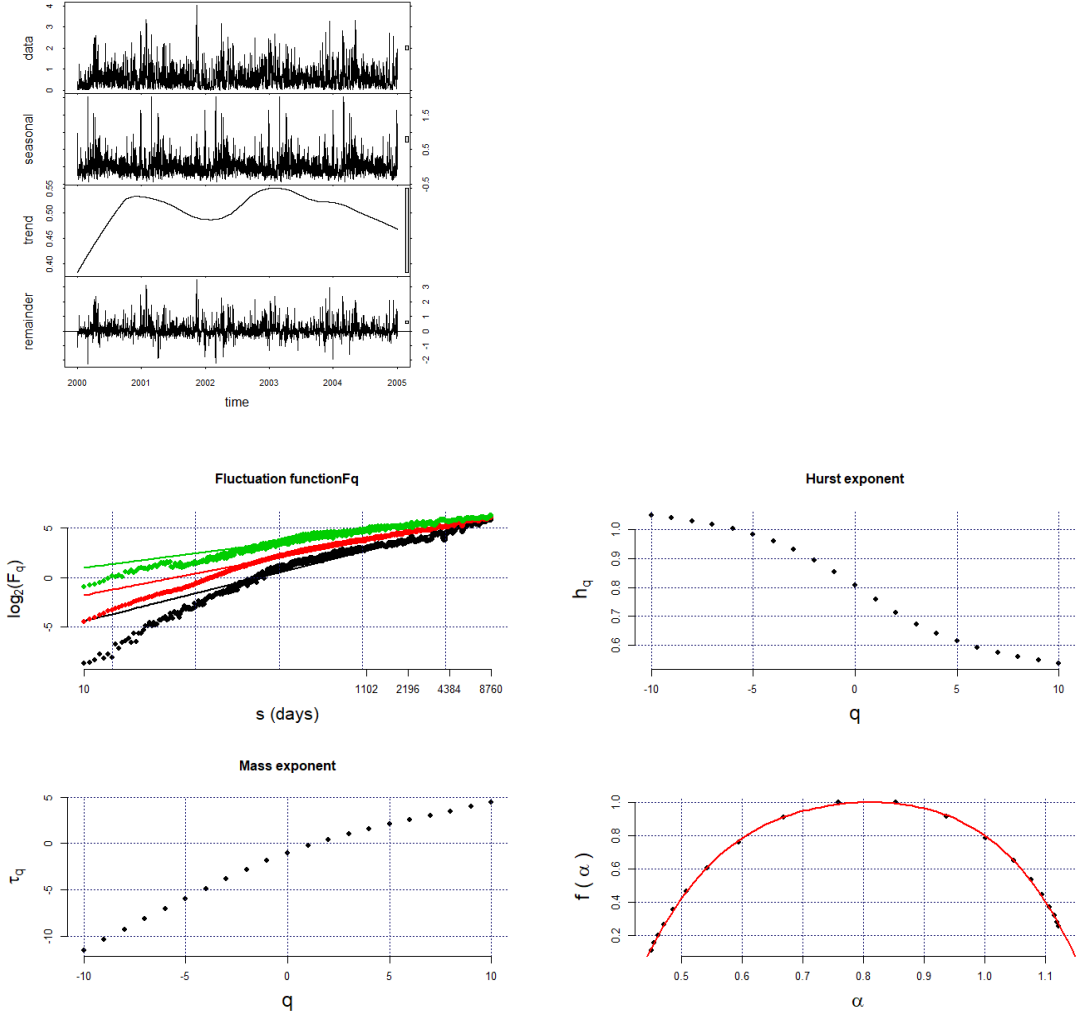 data
0 1 2 3 4
seasonal
-0.5 0.5 1.5
trend
0.40 0.45 0.50 0.55
remainder
-2 -1 0 1 2 3
2000 2001 2002 2003 2004 2005
time
Fluctuation functionFq
log2(Fq)
-5 0 5
10 1102 2196 4384 8760
s (days)
Hurst exponent
hq
0.6 0.7 0.8 0.9 1.0
-10 -5 0 5 10
q
Mass exponent
τq
-10 -5 0 5
-10 -5 0 5 10
q
f ( α )
0.2 0.4 0.6 0.8 1.0
0.5 0.6 0.7 0.8 0.9 1.0 1.1
α